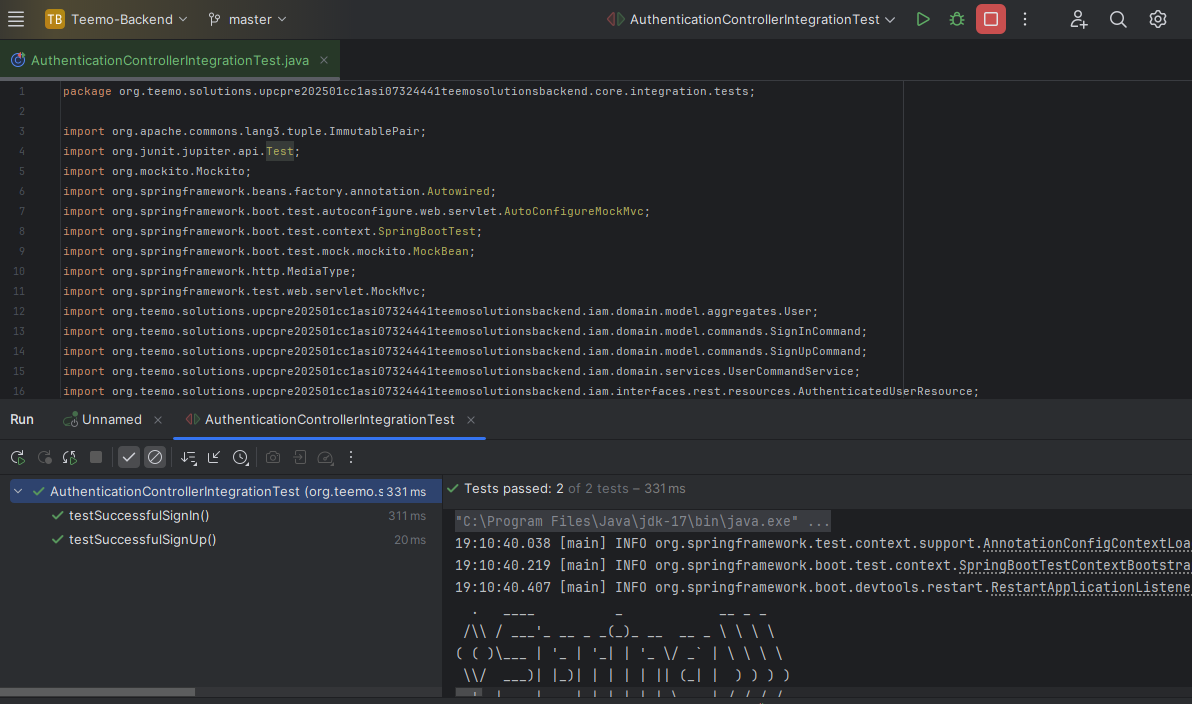 TB Teemo-Backend master AuthenticationControllerIntegrationTest
AuthenticationControllerIntegrationTest.java
1 package org.teemo.solutions.upcpre202501cc1asi07324441teemosolutionsbackend.core.integration.tests;
2
3 import org.apache.commons.lang3.tuple.ImmutablePair;
4 import org.junit.jupiter.api.Test;
5 import org.mockito.Mockito;
6 import org.springframework.beans.factory.annotation.Autowired;
7 import org.springframework.boot.test.autoconfigure.web.servlet.AutoConfigureMockMvc;
8 import org.springframework.boot.test.context.SpringBootTest;
9 import org.springframework.boot.test.mock.mockito.MockBean;
10 import org.springframework.http.MediaType;
11 import org.springframework.test.web.servlet.MockMvc;
12 import org.teemo.solutions.upcpre202501cc1asi07324441teemosolutionsbackend.iam.domain.model.aggregates.User;
13 import org.teemo.solutions.upcpre202501cc1asi07324441teemosolutionsbackend.iam.domain.model.commands.SignInCommand;
14 import org.teemo.solutions.upcpre202501cc1asi07324441teemosolutionsbackend.iam.domain.model.commands.SignUpCommand;
15 import org.teemo.solutions.upcpre202501cc1asi07324441teemosolutionsbackend.iam.domain.services.UserCommandService;
16 import org.teemo.solutions.upcpre202501cc1asi07324441teemosolutionsbackend.iam.interfaces.rest.resources.AuthenticatedUserResource;
Run Unnamed AuthenticationControllerIntegrationTest
AuthenticationControllerIntegrationTest (org.teemo.s 331 ms
testSuccessfulSignIn() 311 ms
testSuccessfulSignUp() 20 ms
Tests passed: 2 of 2 tests – 331 ms
"C:\Program Files\Java\jdk-17\bin\java.exe" ...
19:10:40.038 [main] INFO org.springframework.test.context.support.AnnotationConfigContextLoa
19:10:40.219 [main] INFO org.springframework.boot.test.context.SpringBootTestContextBootstra
19:10:40.407 [main] INFO org.springframework.boot.devtools.restart.RestartApplicationListene